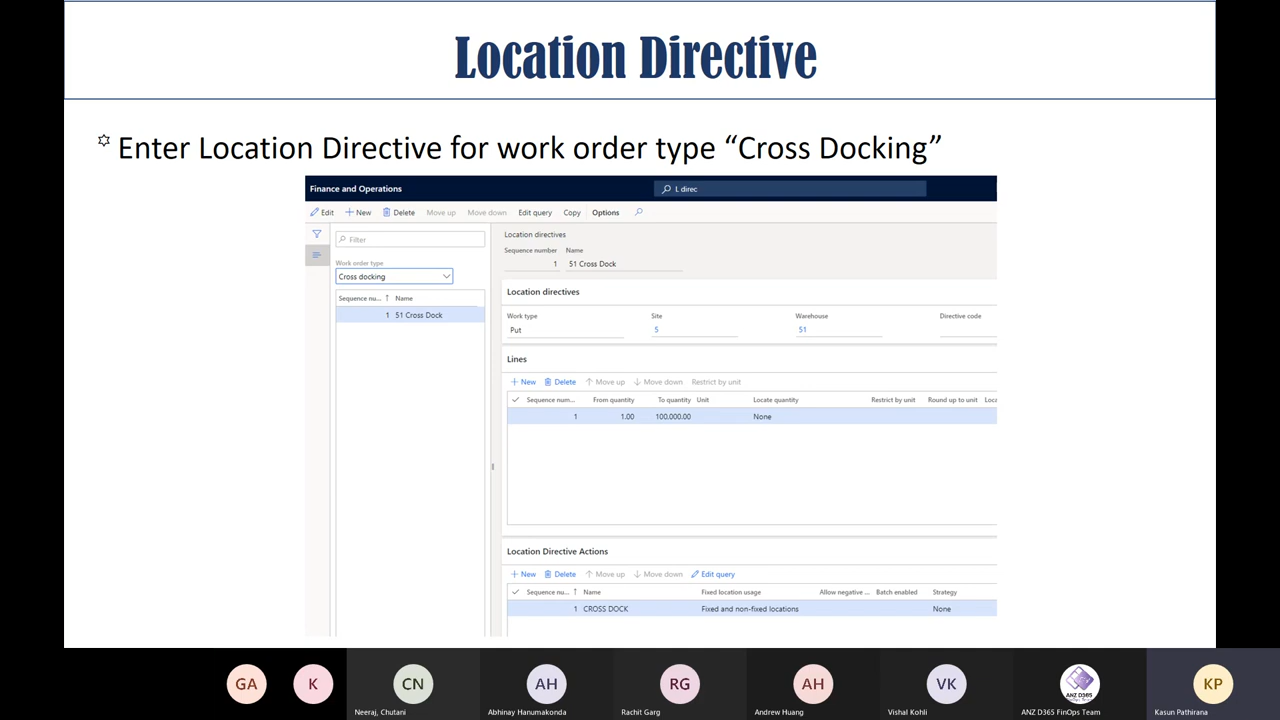 Location Directive
Enter Location Directive for work order type “Cross Docking”
Finance and Operations
L direc
Edit New Delete Move up Move down Edit query Copy Options
Filter
Work order type
Cross docking
Sequence nu... ↑ Name
1 51 Cross Dock
Location directives
Sequence number Name
1 51 Cross Dock
Location directives
Work type Site Warehouse Directive code
Put 5 51
Lines
New Delete Move up Move down Restrict by unit
Sequence num... From quantity To quantity Unit Locate quantity Restrict by unit Round up to unit Loca
1 1.00 100,000.00 None
Location Directive Actions
New Delete Move up Move down Edit query
Sequence nu... ↑ Name Fixed location usage Allow negative ... Batch enabled Strategy
1 CROSS DOCK Fixed and non-fixed locations None
GA K CN AH RG AH VK KP
ANZ D365
Neeraj, Chutani Abhinay Hanumakonda Rachit Garg Andrew Huang Vishal Kohli ANZ D365 FinOps Team Kasun Pathirana